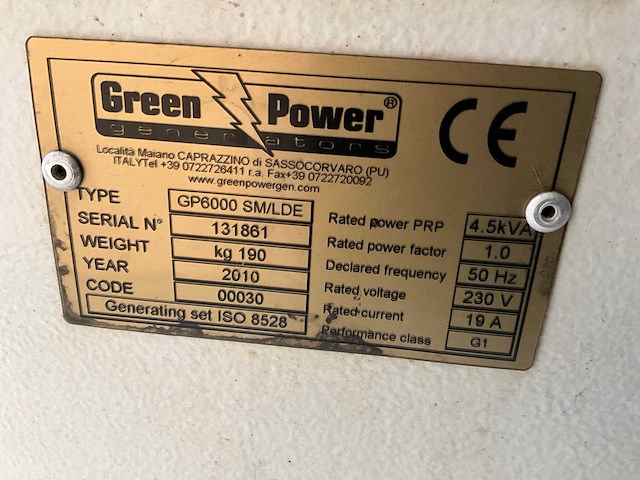 Green Power®
generators
Località Maiano CAPRAZZINO di SASSOCORVARO (PU)
ITALYTel +39 0722726411 r.a. Fax+39 0722720092
www.greenpowergen.com
CE
TYPE GP6000 SM/LDE
SERIAL N° 131861
WEIGHT kg 190
YEAR 2010
CODE 00030
Generating set ISO 8528
Rated power PRP 4.5kVA
Rated power factor 1.0
Declared frequency 50 Hz
Rated voltage 230 V
Rated current 19 A
Performance class G1